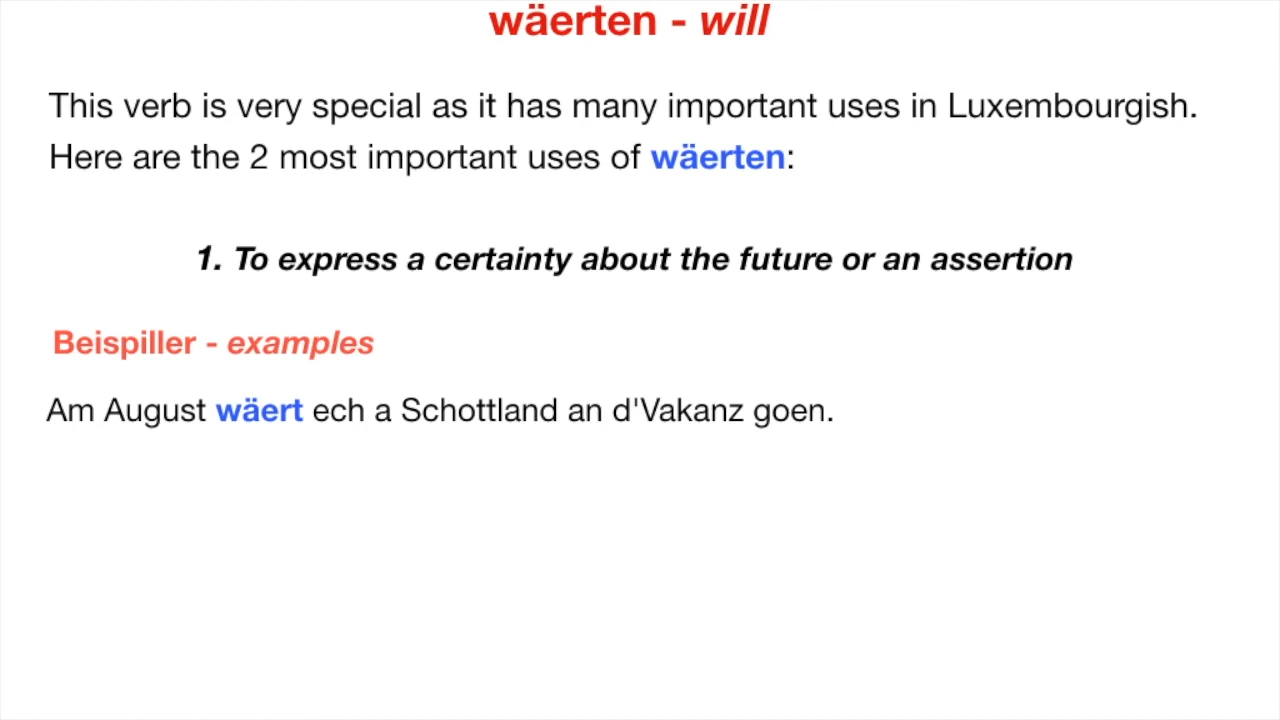 wäerten - will
This verb is very special as it has many important uses in Luxembourgish.
Here are the 2 most important uses of wäerten:
1. To express a certainty about the future or an assertion
Beispiller - examples
Am August wäert ech a Schottland an d'Vakanz goen.